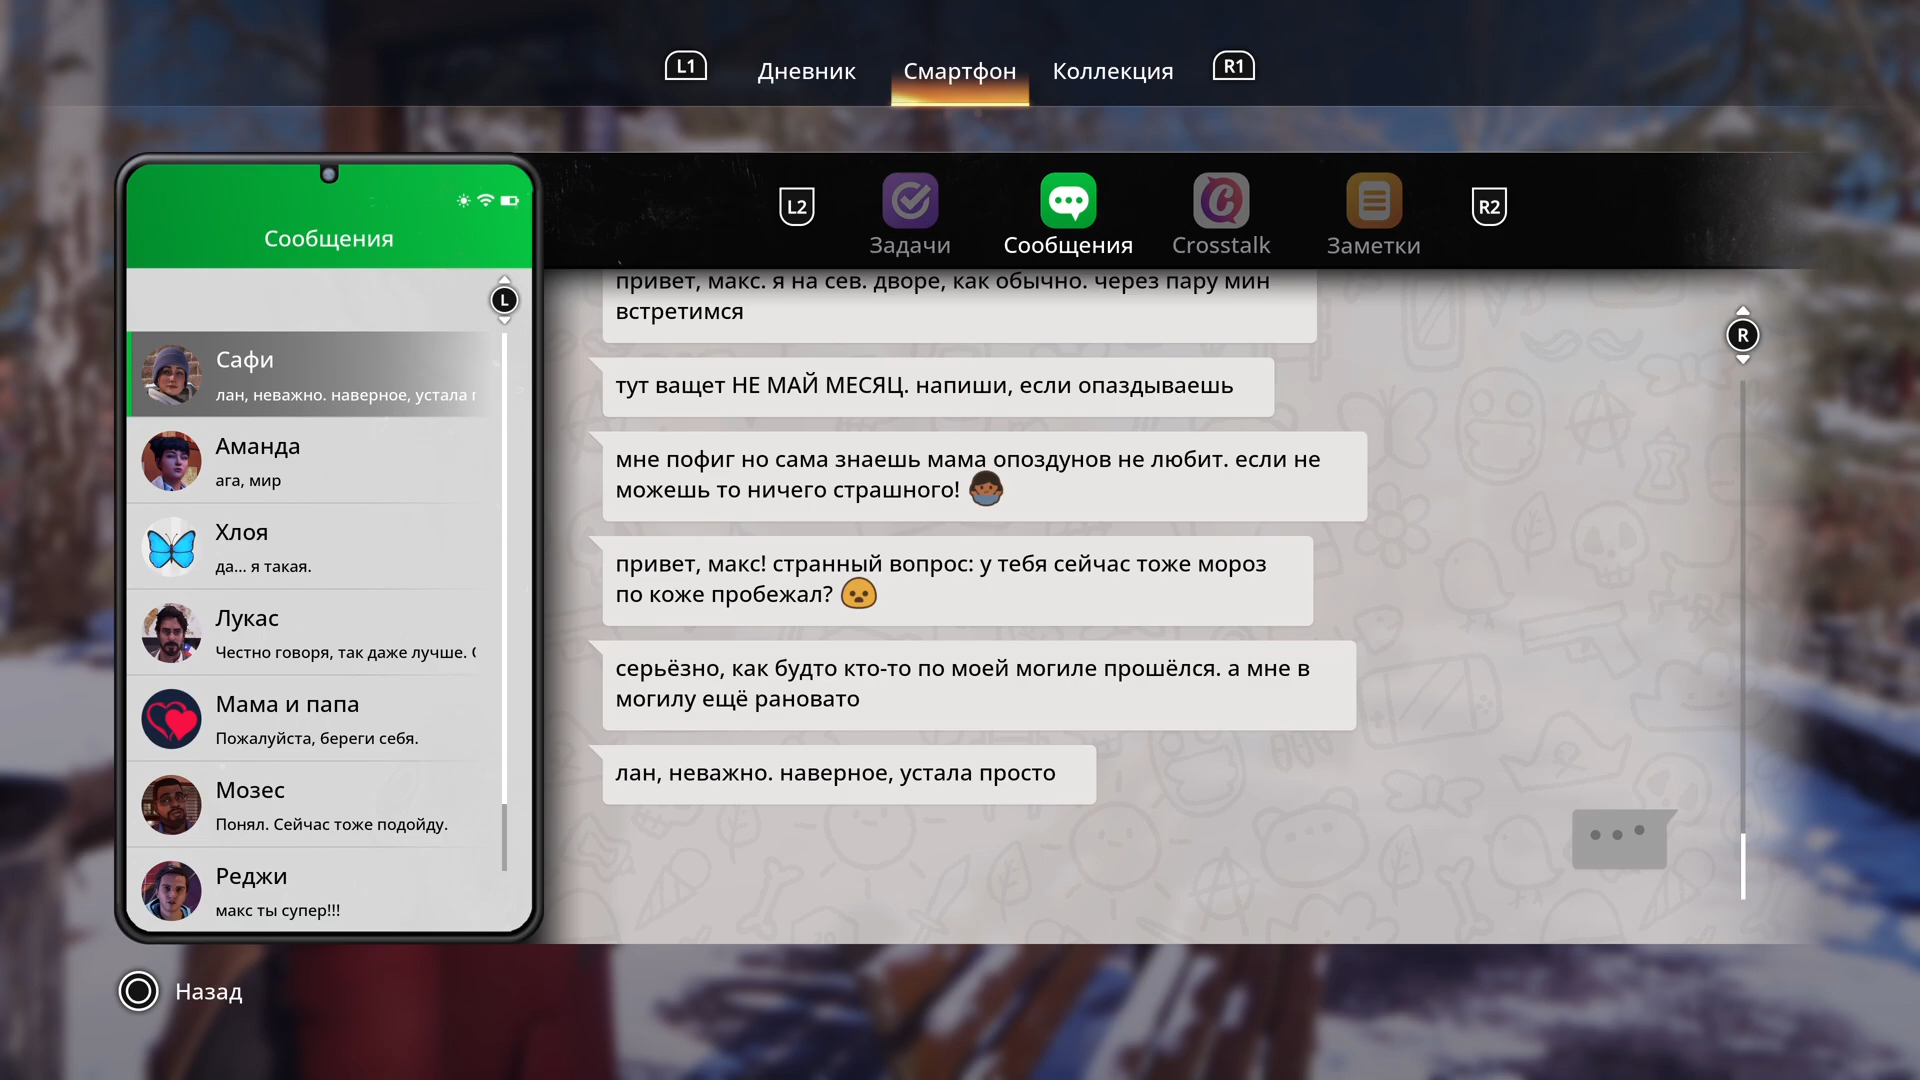 L1 Дневник Смартфон Коллекция R1
L2 Задачи Сообщения Crosstalk Заметки R2
Сообщения
L
Сафи
лан, неважно. наверное, устала
Аманда
ага, мир
Хлоя
да... я такая.
Лукас
Честно говоря, так даже лучше.
Мама и папа
Пожалуйста, береги себя.
Мозес
Понял. Сейчас тоже подойду.
Реджи
макс ты супер!!!
привет, макс. я на сев. дворе, как обычно. через пару мин
встретимся
тут ващет НЕ МАЙ МЕСЯЦ. напиши, если опаздываешь
мне пофиг но сама знаешь мама опоздунов не любит. если не
можешь то ничего страшного!
привет, макс! странный вопрос: у тебя сейчас тоже мороз
по коже пробежал?
серьёзно, как будто кто-то по моей могиле прошёлся. а мне в
могилу ещё рановато
лан, неважно. наверное, устала просто
R
Назад